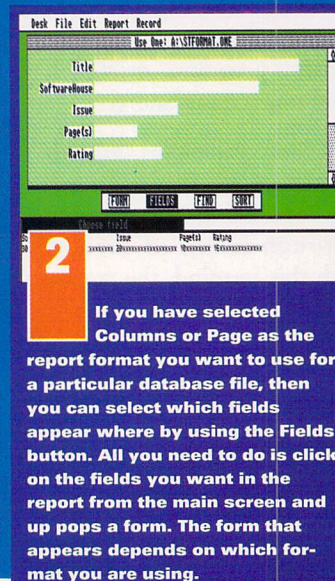 Desk File Edit Report Record
Use One: A:\STFORMAT.ONE
Title
SoftwareHouse
Issue
Page(s)
Rating
FORM FIELDS FIND SORT
Choose field
Issue Page(s) Rating
2
If you have selected
Columns or Page as the
report format you want to use for
a particular database file, then
you can select which fields
appear where by using the Fields
button. All you need to do is click
on the fields you want in the
report from the main screen and
up pops a form. The form that
appears depends on which for-
mat you are using.